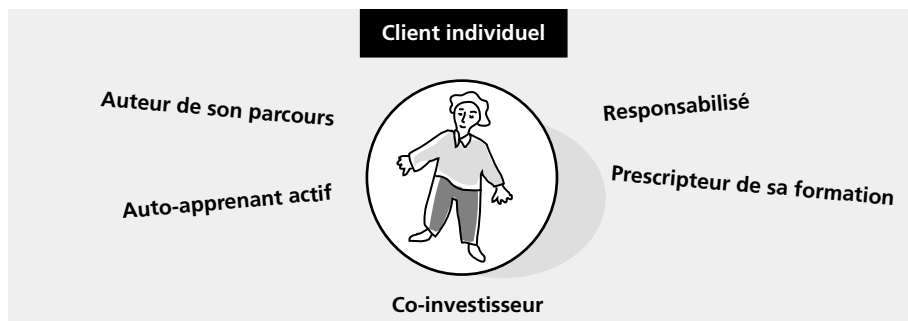 Client individuel
Auteur de son parcours
Responsabilisé
Auto-apprenant actif
Prescripteur de sa formation
Co-investisseur